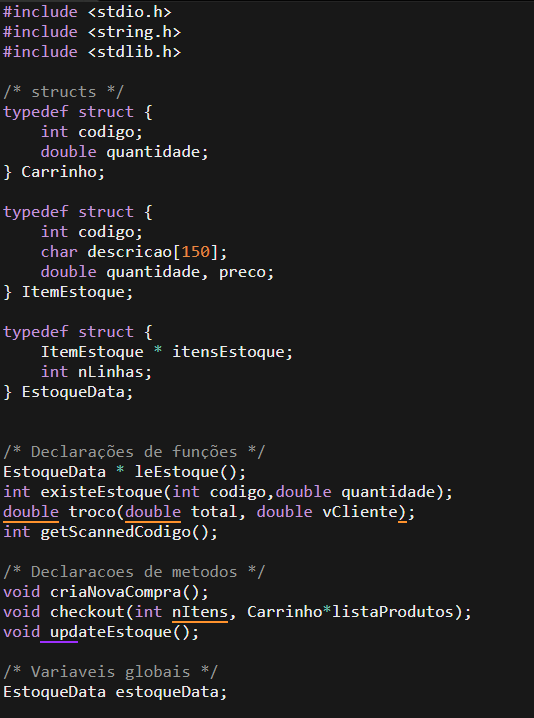 #include <stdio.h>
#include <string.h>
#include <stdlib.h>
/* structs */
typedef struct {
    int codigo;
    double quantidade;
} Carrinho;
typedef struct {
    int codigo;
    char descricao[150];
    double quantidade, preco;
} ItemEstoque;
typedef struct {
    ItemEstoque * itensEstoque;
    int nLinhas;
} EstoqueData;
/* Declarações de funções */
EstoqueData * leEstoque();
int existeEstoque(int codigo,double quantidade);
double troco(double total, double vCliente);
int getScannedCodigo();
/* Declaracoes de metodos */
void criaNovaCompra();
void checkout(int nItens, Carrinho*listaProdutos);
void updateEstoque();
/* Variaveis globais */
EstoqueData estoqueData;